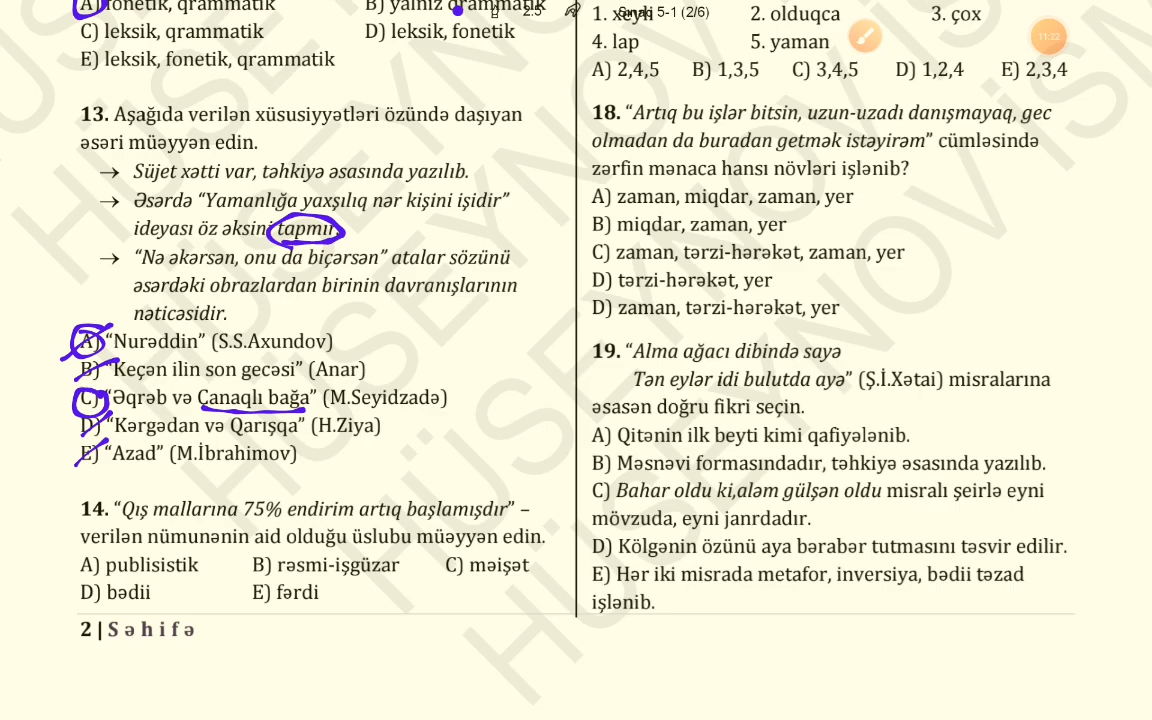 A) fonetik, qrammatik B) yalnız qrammatik
C) leksik, qrammatik D) leksik, fonetik
E) leksik, fonetik, qrammatik
13. Aşağıda verilən xüsusiyyətləri özündə daşıyan
əsəri müəyyən edin.
→ Süjet xətti var, təhkiyə əsasında yazılıb.
→ Əsərdə “Yamanlığa yaxşılıq nər kişini işidir”
ideyası öz əksini tapmır.
→ “Nə əkərsən, onu da biçərsən” atalar sözünü
əsərdəki obrazlardan birinin davranışlarının
nəticəsidir.
A) “Nurəddin” (S.S.Axundov)
B) “Keçən ilin son gecəsi” (Anar)
C) “Əqrəb və Çanaqlı bağa” (M.Seyidzadə)
D) “Kərgədan və Qarışqa” (H.Ziya)
E) “Azad” (M.İbrahimov)
14. “Qış mallarına 75% endirim artıq başlamışdır” –
verilən nümunənin aid olduğu üslubu müəyyən edin.
A) publisistik B) rəsmi-işgüzar C) məişət
D) bədii E) fərdi
2 | S ə h i f ə
2.5 Sınaq 5-1 (2/6)
1. xeyli 2. olduqca 3. çox
11:22
4. lap 5. yaman
A) 2,4,5 B) 1,3,5 C) 3,4,5 D) 1,2,4 E) 2,3,4
18. “Artıq bu işlər bitsin, uzun-uzadı danışmayaq, gec
olmadan da buradan getmək istəyirəm” cümləsində
zərfin mənaca hansı növləri işlənib?
A) zaman, miqdar, zaman, yer
B) miqdar, zaman, yer
C) zaman, tərzi-hərəkət, zaman, yer
D) tərzi-hərəkət, yer
D) zaman, tərzi-hərəkət, yer
19. “Alma ağacı dibində sayə
Tən eylər idi bulutda ayə” (Ş.İ.Xətai) misralarına
əsasən doğru fikri seçin.
A) Qitənin ilk beyti kimi qafiyələnib.
B) Məsnəvi formasındadır, təhkiyə əsasında yazılıb.
C) Bahar oldu ki,aləm gülşən oldu misralı şeirlə eyni
mövzuda, eyni janrdadır.
D) Kölgənin özünü aya bərabər tutmasını təsvir edilir.
E) Hər iki misrada metafor, inversiya, bədii təzad
işlənib.